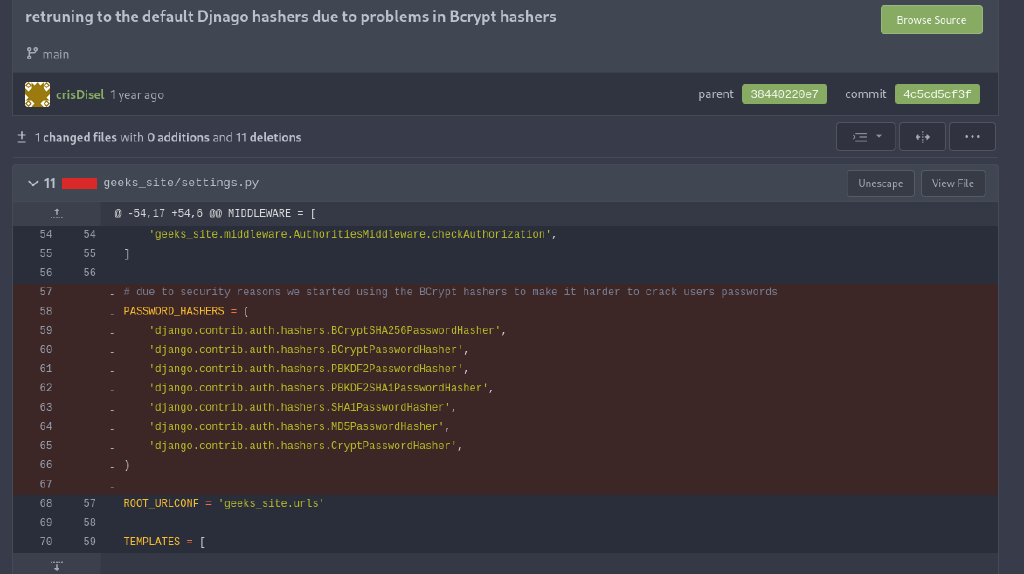 retruning to the default Djnago hashers due to problems in Bcrypt hashers
Browse Source
main
crisDisel 1 year ago
parent 38440220e7 commit 4c5cd5cf3f
1 changed files with 0 additions and 11 deletions
11 geeks_site/settings.py
Unescape View File
@ -54,17 +54,6 @@ MIDDLEWARE = [
54 54 'geeks_site.middleware.AuthoritiesMiddleware.checkAuthorization',
55 55 ]
56 56
57 - # due to security reasons we started using the BCrypt hashers to make it harder to crack users passwords
58 - PASSWORD_HASHERS = (
59 - 'django.contrib.auth.hashers.BCryptSHA256PasswordHasher',
60 - 'django.contrib.auth.hashers.BCryptPasswordHasher',
61 - 'django.contrib.auth.hashers.PBKDF2PasswordHasher',
62 - 'django.contrib.auth.hashers.PBKDF2SHA1PasswordHasher',
63 - 'django.contrib.auth.hashers.SHA1PasswordHasher',
64 - 'django.contrib.auth.hashers.MD5PasswordHasher',
65 - 'django.contrib.auth.hashers.CryptPasswordHasher',
66 - )
67 -
68 57 ROOT_URLCONF = 'geeks_site.urls'
69 58
70 59 TEMPLATES = [